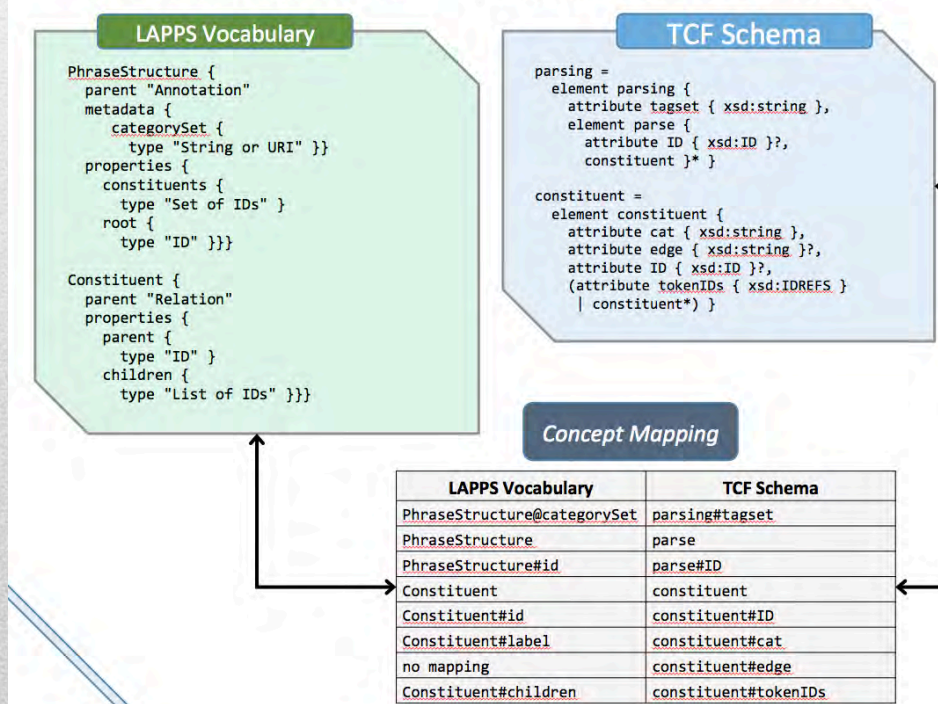 LAPPS Vocabulary
PhraseStructure {
parent "Annotation"
metadata {
categorySet {
type "String or URI" }}
properties {
constituents {
type "Set of IDs" }
root {
type "ID" }}}
Constituent {
parent "Relation"
properties {
parent {
type "ID" }
children {
type "List of IDs" }}}
TCF Schema
parsing =
element parsing {
attribute tagset { xsd:string },
element parse {
attribute ID { xsd:ID }?,
constituent }* }
constituent =
element constituent {
attribute cat { xsd:string },
attribute edge { xsd:string }?,
attribute ID { xsd:ID }?,
(attribute tokenIDs { xsd:IDREFS }
| constituent*) }
Concept Mapping
LAPPS Vocabulary TCF Schema
PhraseStructure@categorySet parsing#tagset
PhraseStructure parse
PhraseStructure#id parse#ID
Constituent constituent
Constituent#id constituent#ID
Constituent#label constituent#cat
no mapping constituent#edge
Constituent#children constituent#tokenIDs